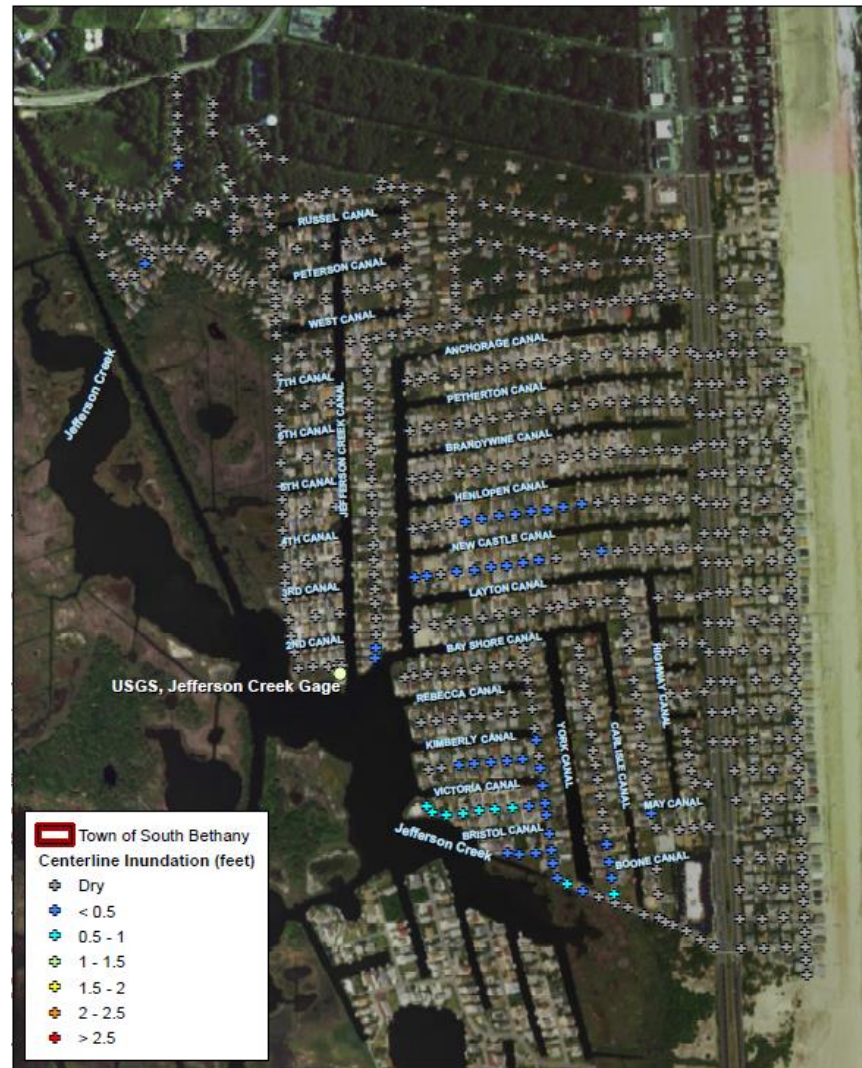 RUSSEL CANAL
PETERSON CANAL
WEST CANAL
ANCHORAGE CANAL
7TH CANAL
PETHERTON CANAL
Jefferson Creek
JEFFERSON CREEK CANAL
6TH CANAL
BRANDYWINE CANAL
5TH CANAL
HENLOPEN CANAL
4TH CANAL
NEW CASTLE CANAL
3RD CANAL
LAYTON CANAL
2ND CANAL
BAY SHORE CANAL
HIGHWAY CANAL
USGS, Jefferson Creek Gage
REBECCA CANAL
YORK CANAL
CARLISLE CANAL
KIMBERLY CANAL
VICTORIA CANAL
MAY CANAL
Jefferson Creek
BRISTOL CANAL
BOONE CANAL
Town of South Bethany
Centerline Inundation (feet)
Dry
< 0.5
0.5 - 1
1 - 1.5
1.5 - 2
2 - 2.5
> 2.5